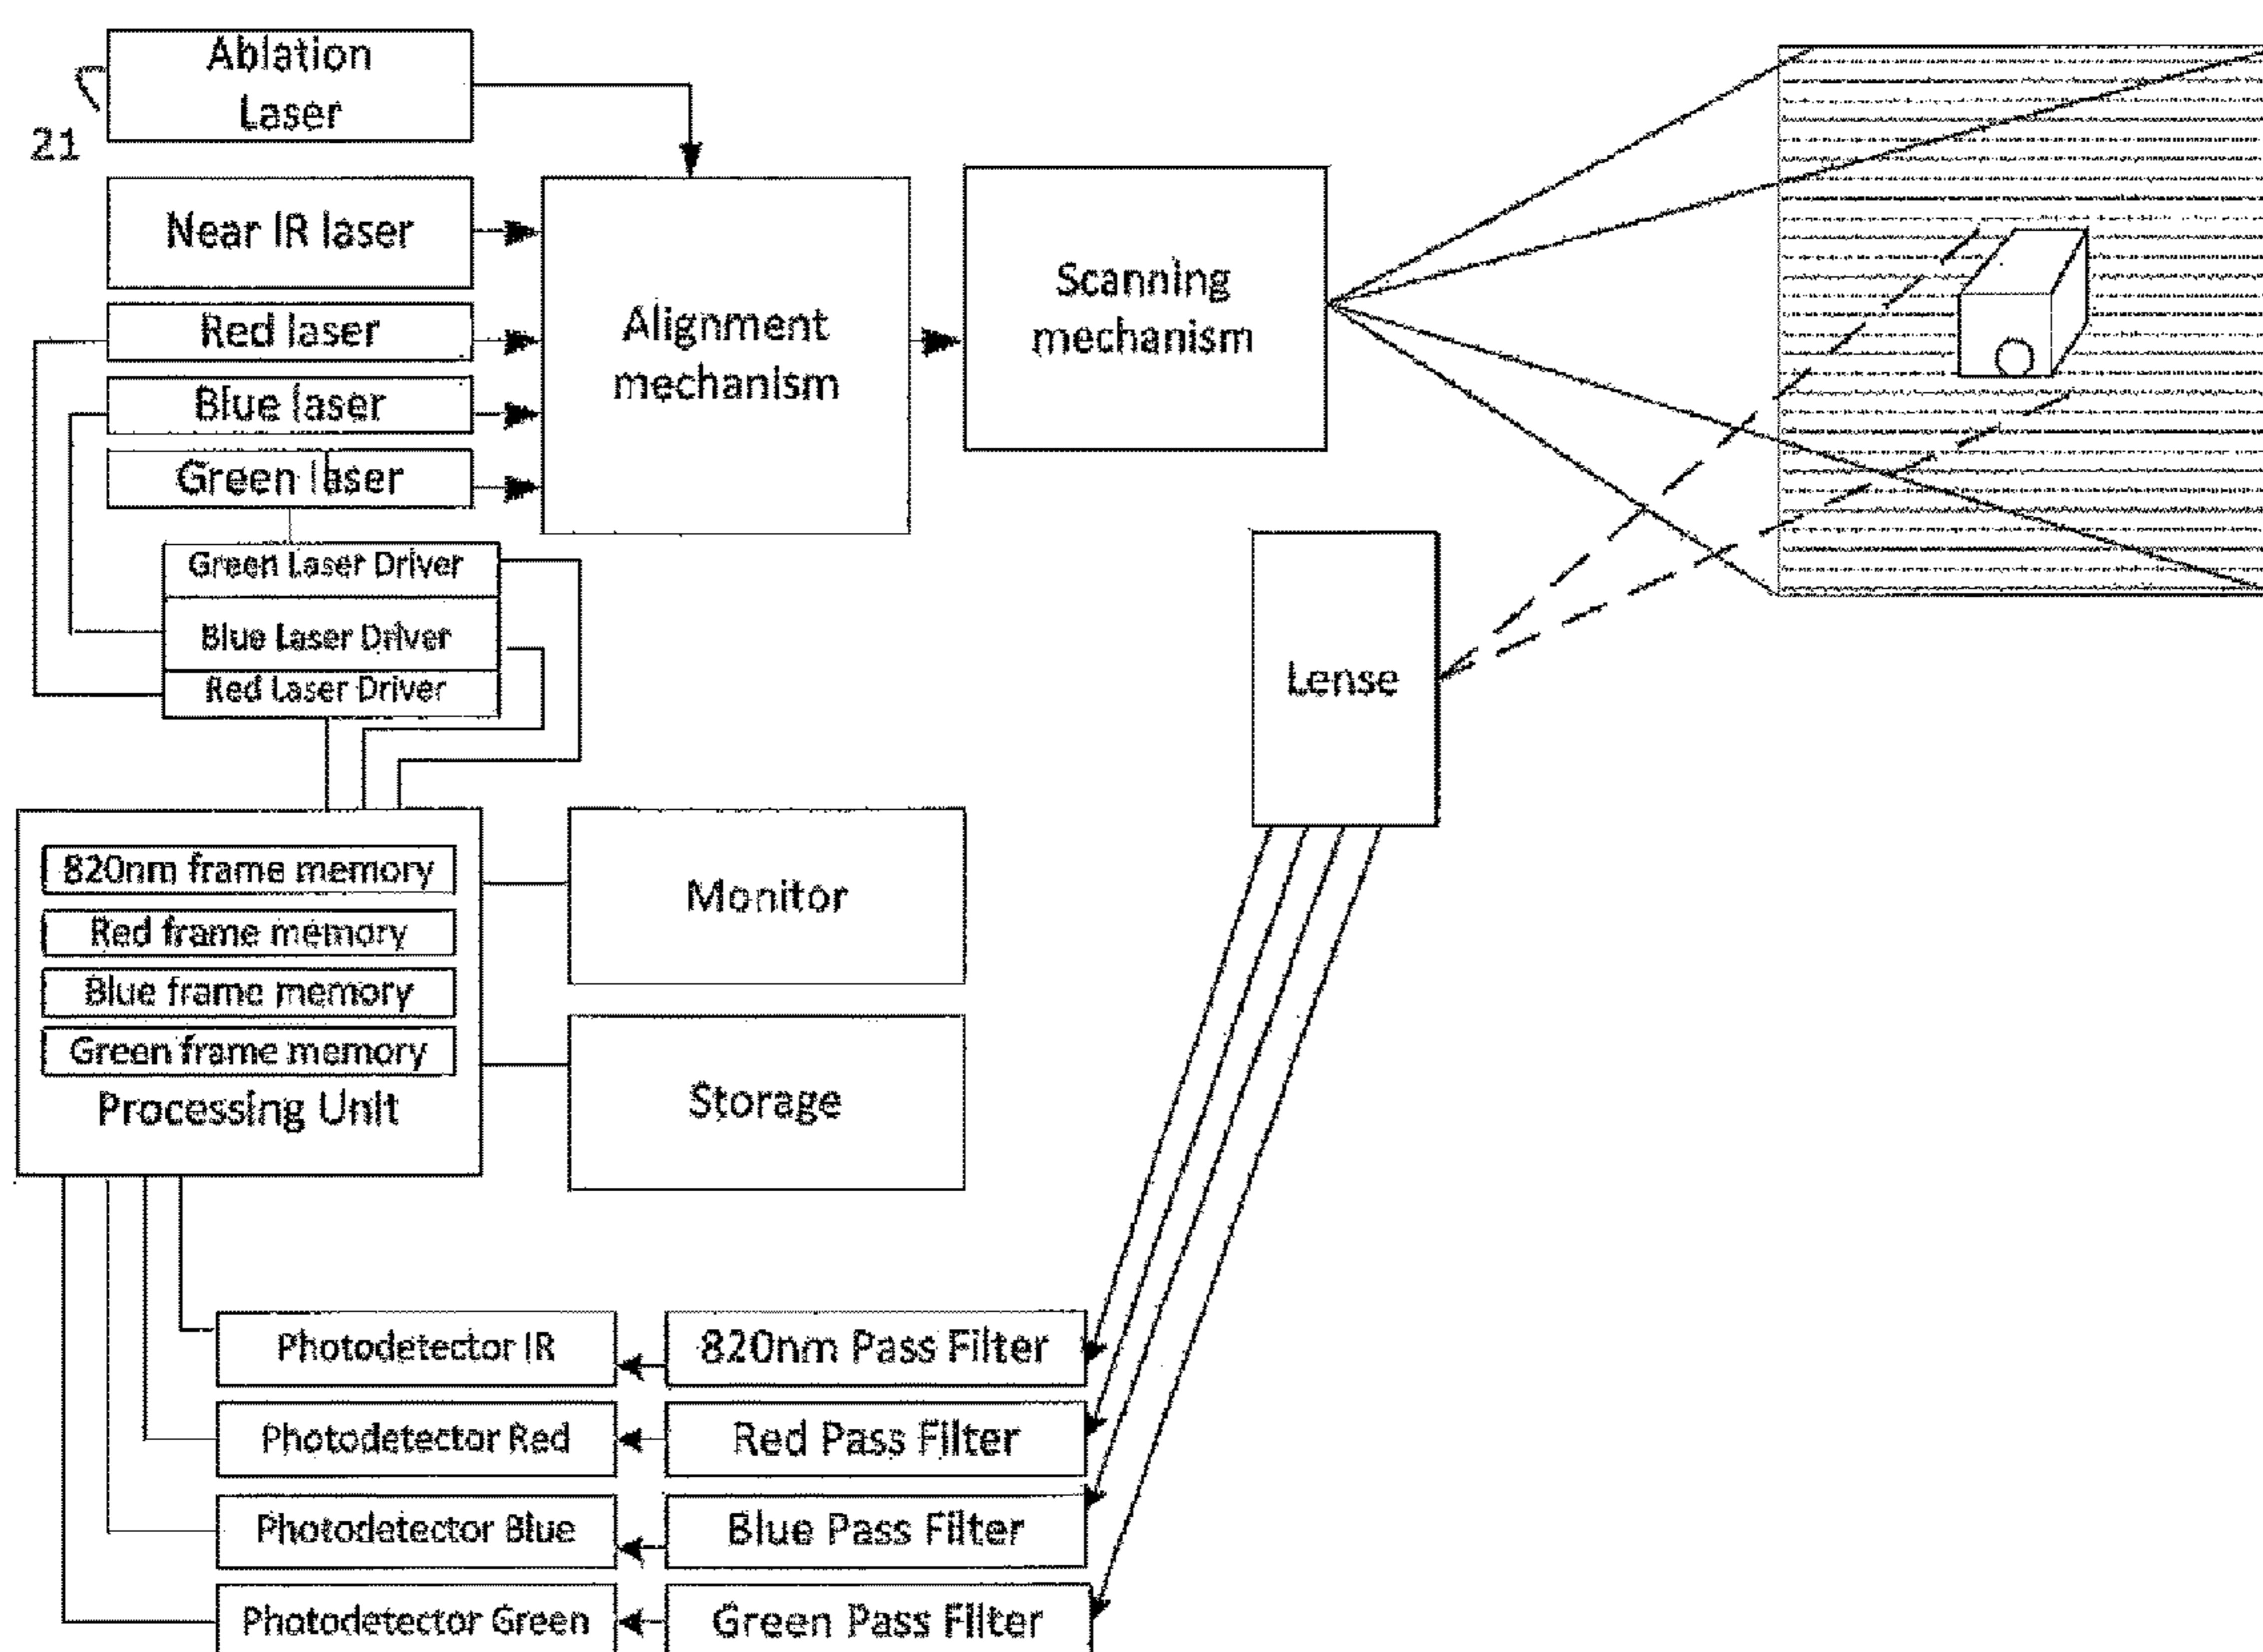 Ablation
Laser
21
Near IR laser
Red laser
Blue laser
Green laser
Alignment
mechanism
Scanning
mechanism
Green Laser Driver
Blue Laser Driver
Red Laser Driver
Lense
820nm frame memory
Red frame memory
Blue frame memory
Green frame memory
Processing Unit
Monitor
Storage
Photodetector IR
820nm Pass Filter
Photodetector Red
Red Pass Filter
Photodetector Blue
Blue Pass Filter
Photodetector Green
Green Pass Filter